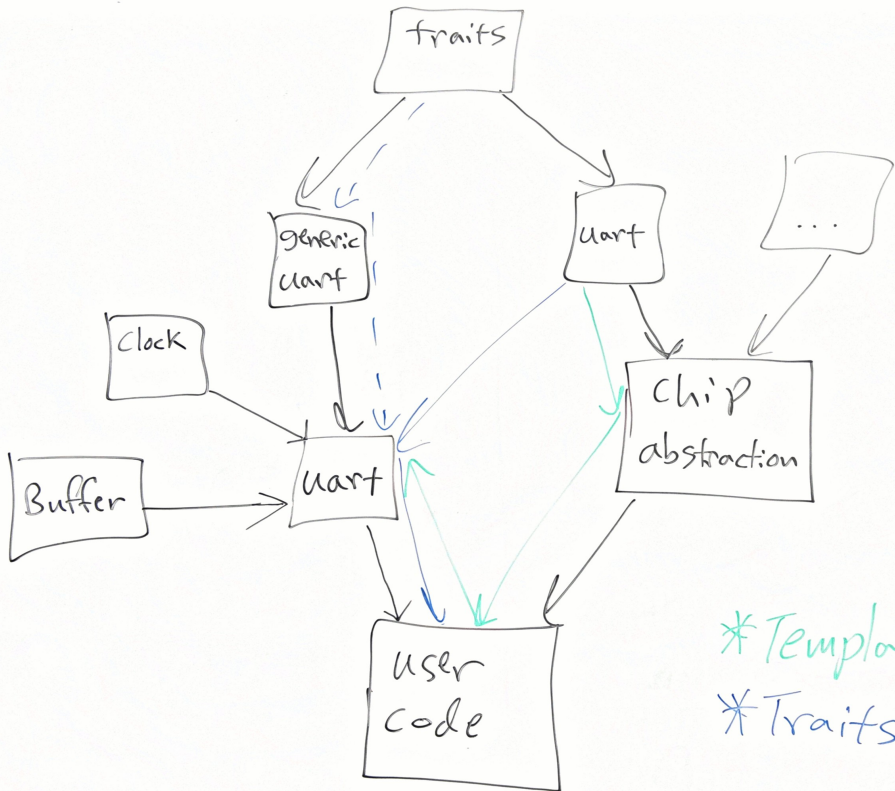 traits
generic
uart
uart
...
Clock
Chip
abstraction
uart
Buffer
user
code
* Templa
* Traits